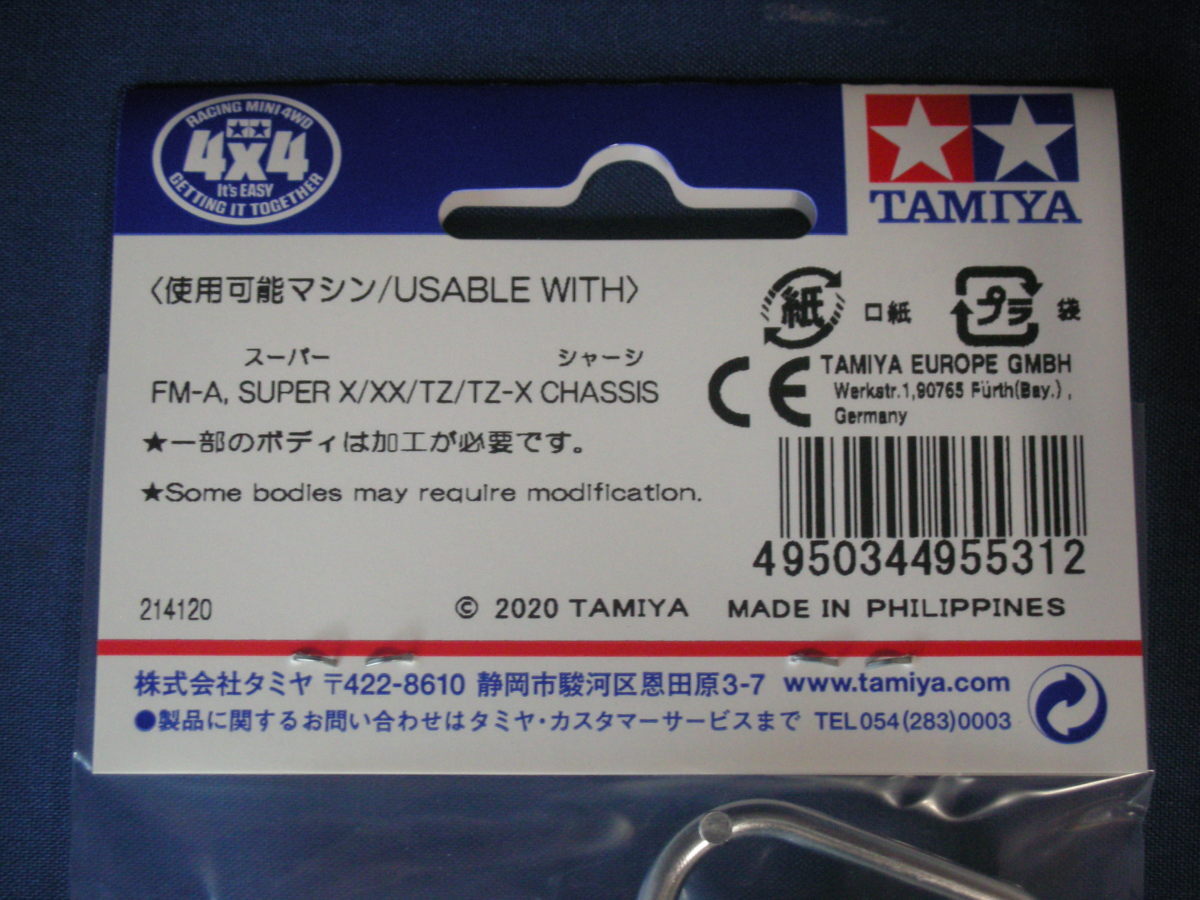 RACING MINI 4WD
4x4
It's EASY
GETTING IT TOGETHER
TAMIYA
〈使用可能マシン/USABLE WITH〉
紙
口紙
プラ
袋
スーパー
シャーシ
FM-A, SUPER X/XX/TZ/TZ-X CHASSIS
CE
TAMIYA EUROPE GMBH
Werkstr.1,90765 Fürth(Bay.),
Germany
★一部のボディは加工が必要です。
★Some bodies may require modification.
4950344955312
214120
© 2020 TAMIYA MADE IN PHILIPPINES
株式会社タミヤ 〒422-8610 静岡市駿河区恩田原3-7 www.tamiya.com
●製品に関するお問い合わせはタミヤ・カスタマーサービスまで TEL054(283)0003